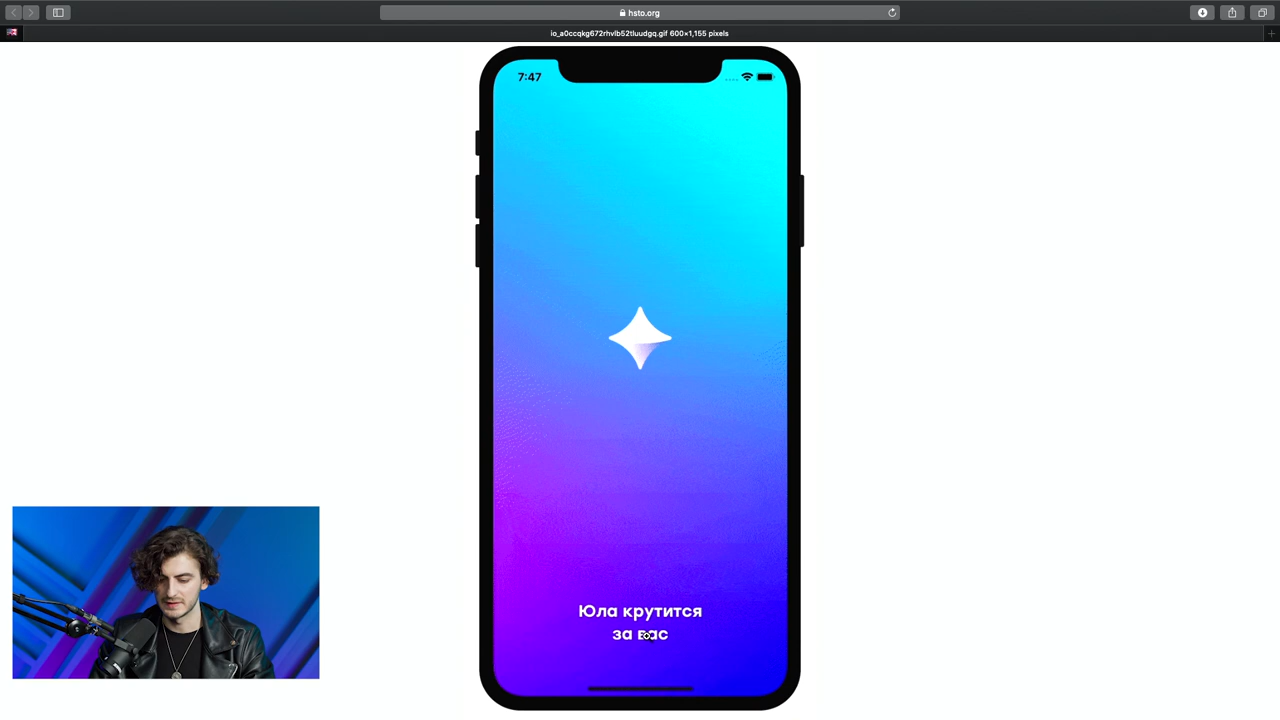 hsto.org
io_a0ccqkg672rhvlb52tluudgq.gif 600×1,155 pixels
7:47
Юла крутится
за вас